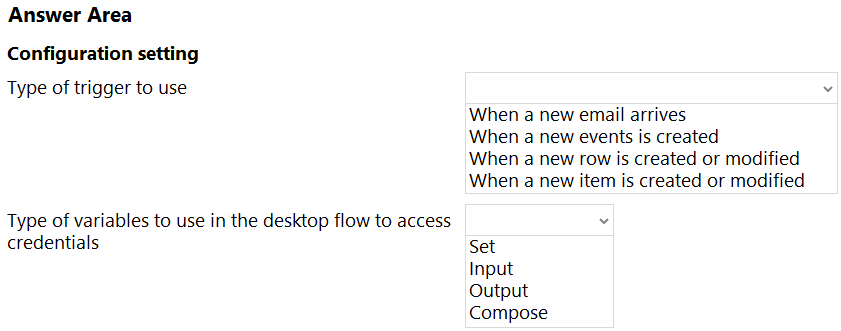 Answer Area
Configuration setting
Type of trigger to use
When a new email arrives
When a new events is created
When a new row is created or modified
When a new item is created or modified
Type of variables to use in the desktop flow to access
credentials
Set
Input
Output
Compose